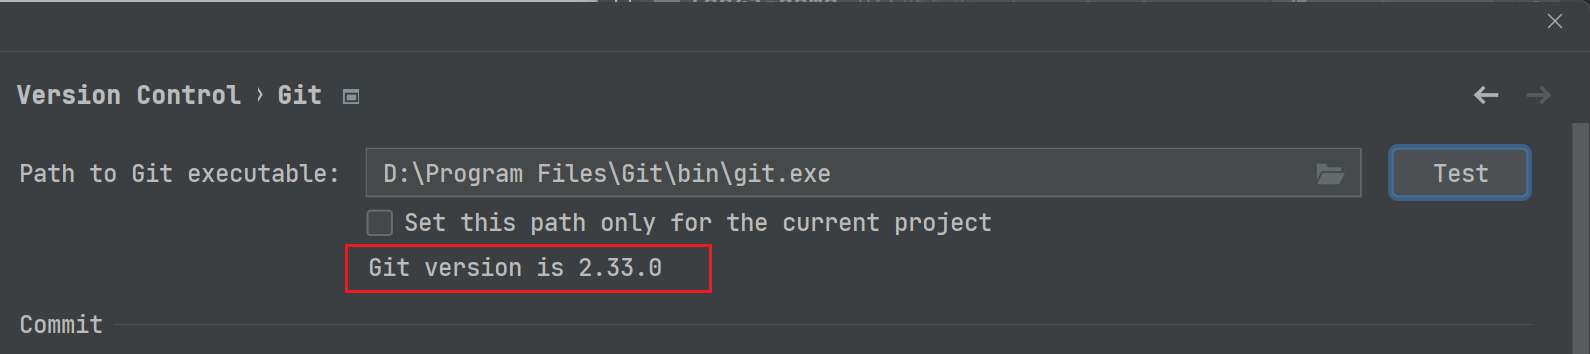 Version Control › Git
Path to Git executable: D:\Program Files\Git\bin\git.exe Test
Set this path only for the current project
Git version is 2.33.0
Commit